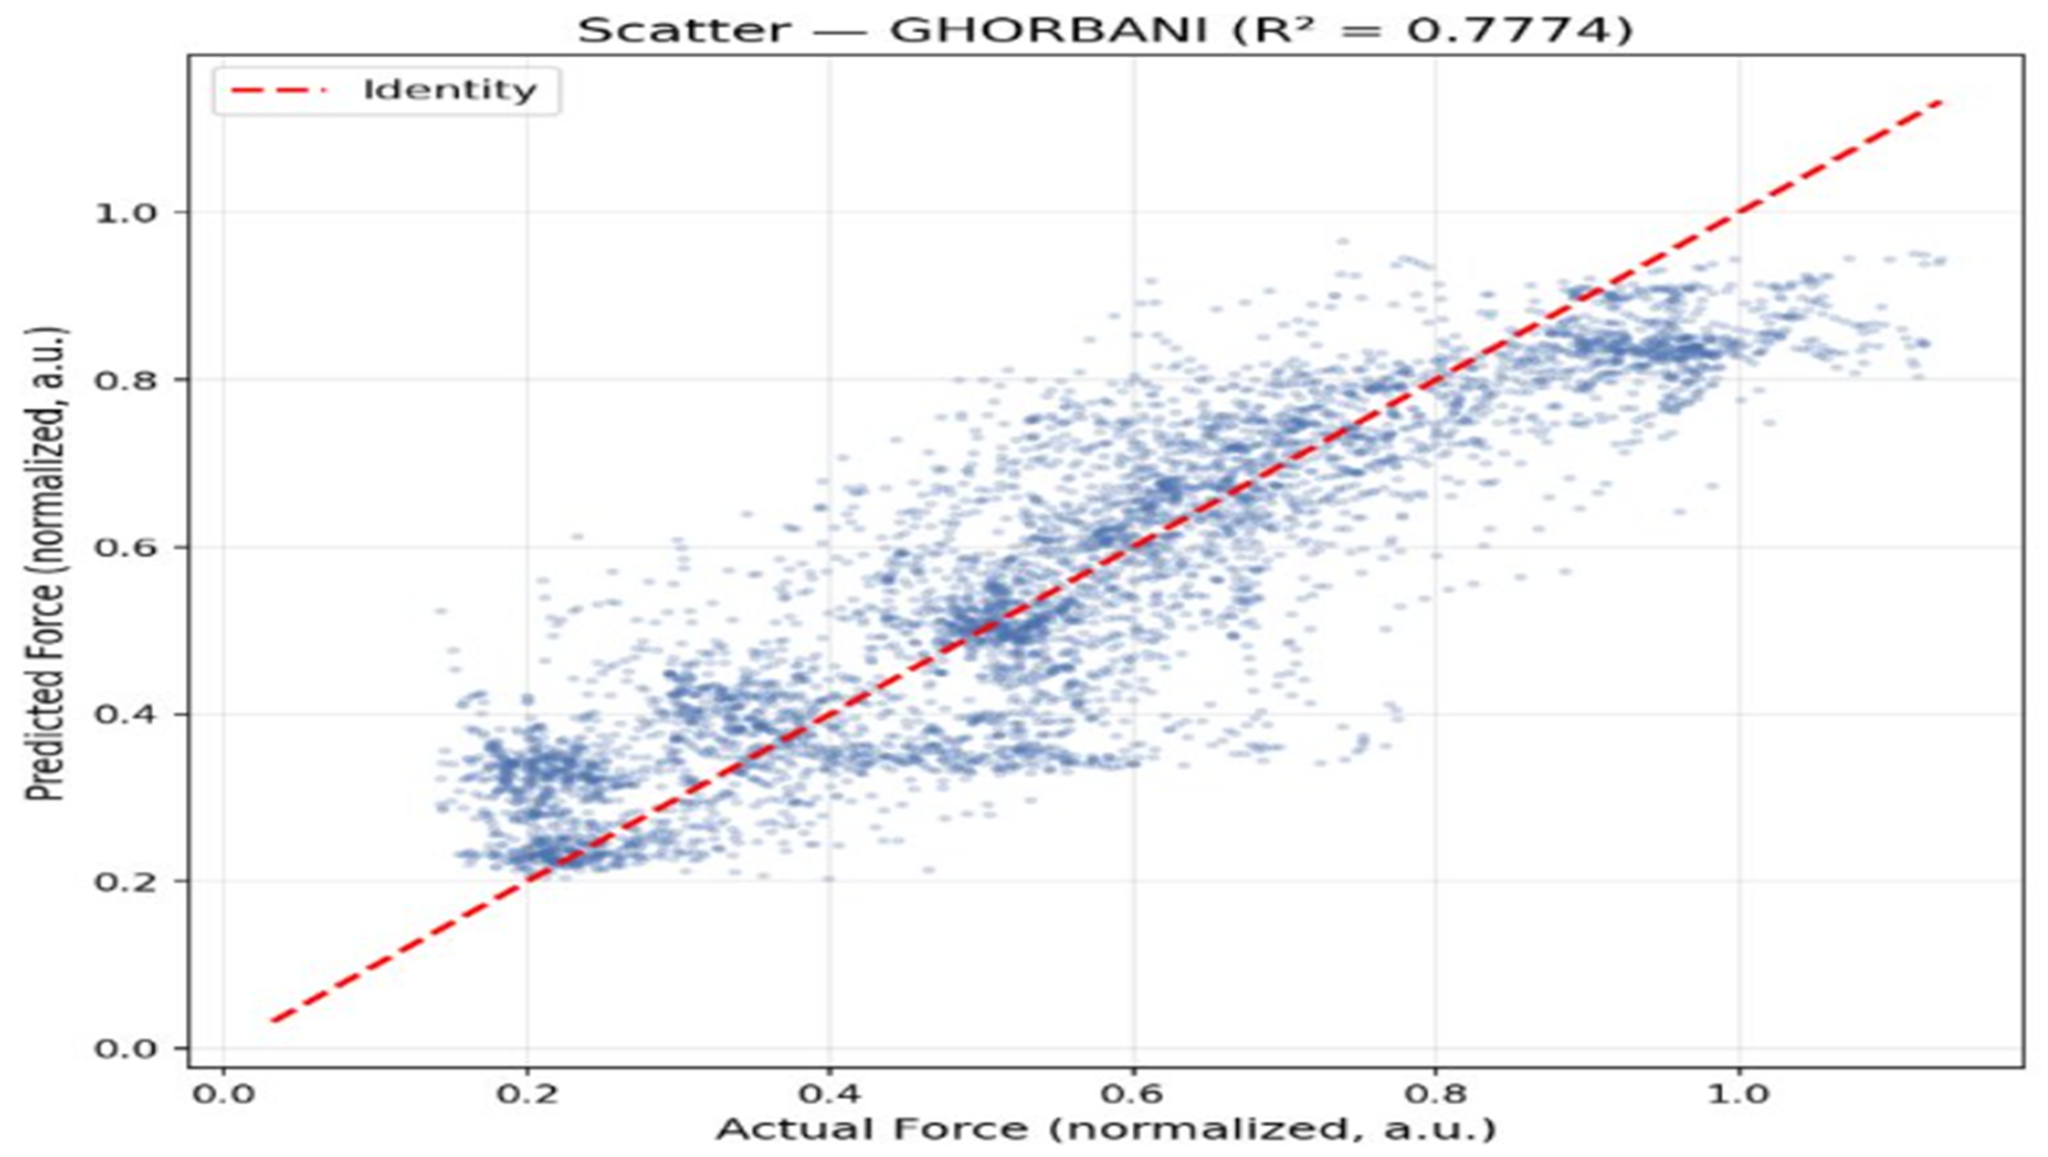 Scatter — GHORBANI (R² = 0.7774)
Identity
Predicted Force (normalized, a.u.)
1.0
0.8
0.6
0.4
0.2
0.0
0.0 0.2 0.4 0.6 0.8 1.0
Actual Force (normalized, a.u.)